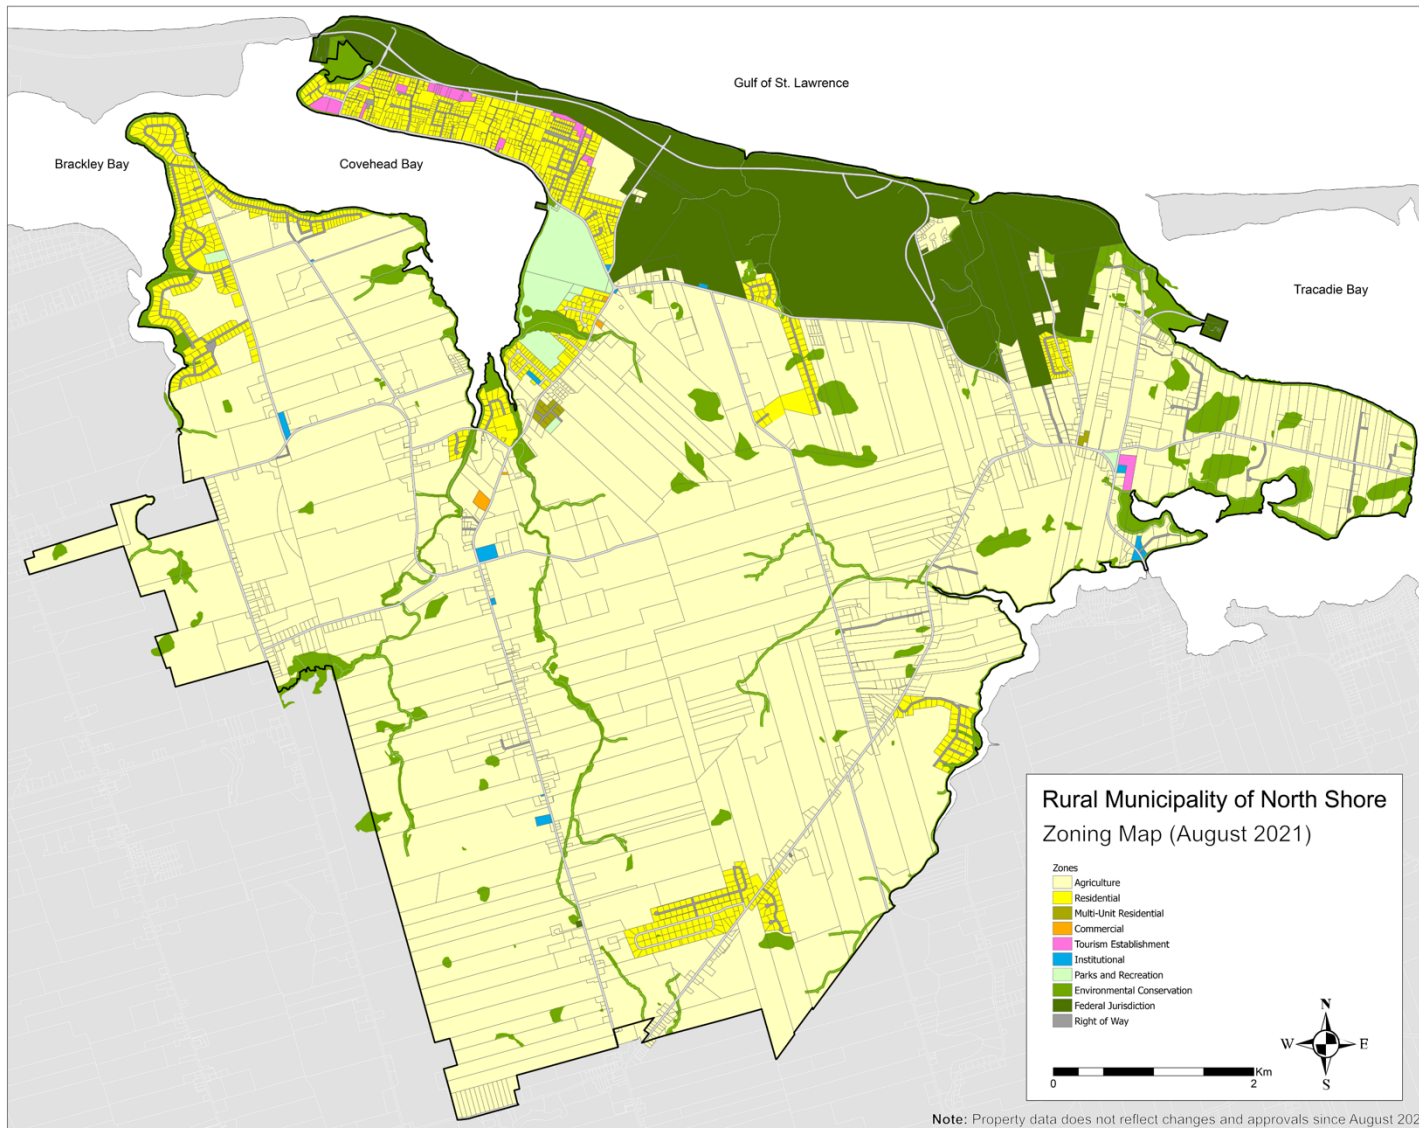 Gulf of St. Lawrence
Brackley Bay
Covehead Bay
Tracadie Bay
Rural Municipality of North Shore
Zoning Map (August 2021)
Zones
Agriculture
Residential
Multi-Unit Residential
Commercial
Tourism Establishment
Institutional
Parks and Recreation
Environmental Conservation
Federal Jurisdiction
Right of Way
N
W
E
S
Km
0
2
Note: Property data does not reflect changes and approvals since August 202